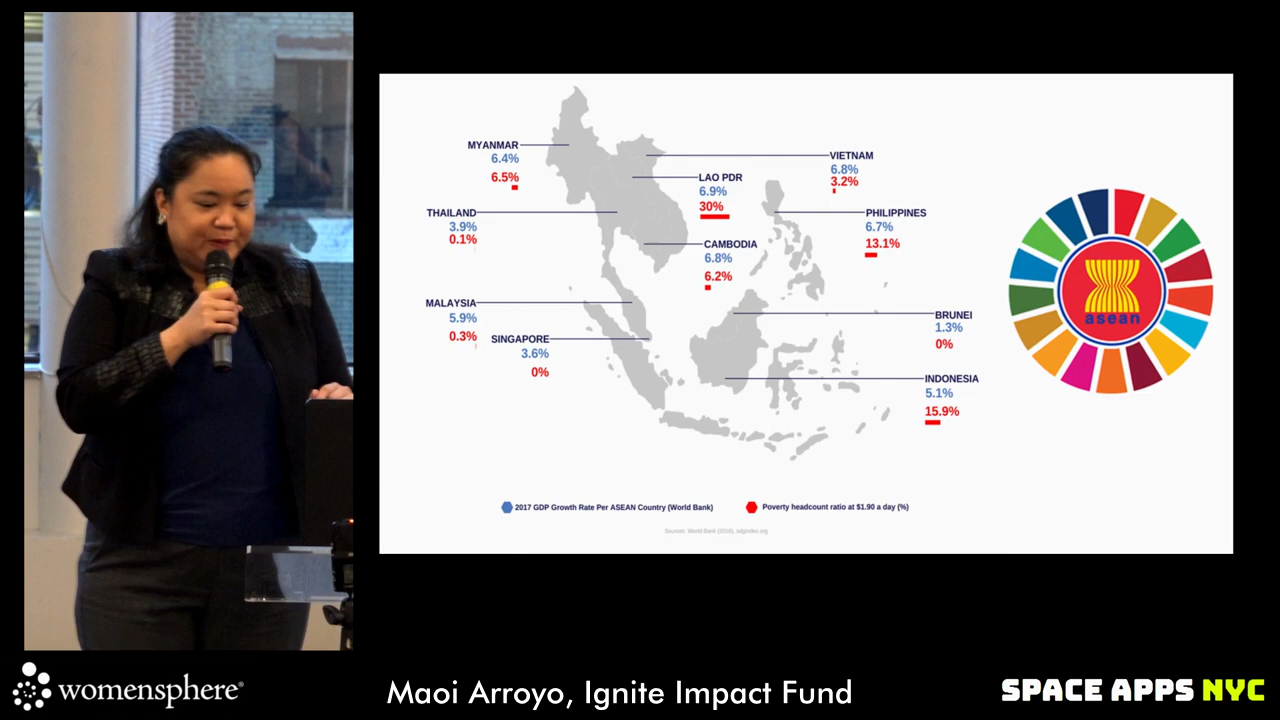 MYANMAR
6.4%
6.5%
THAILAND
3.9%
0.1%
MALAYSIA
5.9%
0.3%
SINGAPORE
3.6%
0%
LAO PDR
6.9%
30%
CAMBODIA
6.8%
6.2%
VIETNAM
6.8%
3.2%
PHILIPPINES
6.7%
13.1%
BRUNEI
1.3%
0%
INDONESIA
5.1%
15.9%
asean
2017 GDP Growth Rate Per ASEAN Country (World Bank)
Poverty headcount ratio at $1.90 a day (%)
Sources: World Bank (2016), sdgindex.org
womensphere®
Maoi Arroyo, Ignite Impact Fund
SPACE APPS NYC